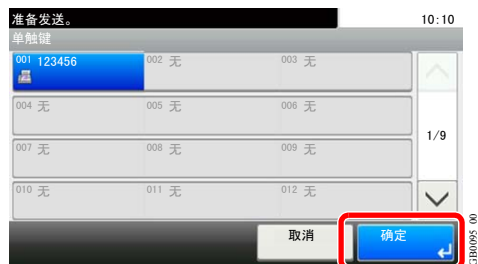 准备发送。 10:10
单触键
001 123456 002 无 003 无
004 无 005 无 006 无
1/9
007 无 008 无 009 无
010 无 011 无 012 无
取消 确定
GB0095_00